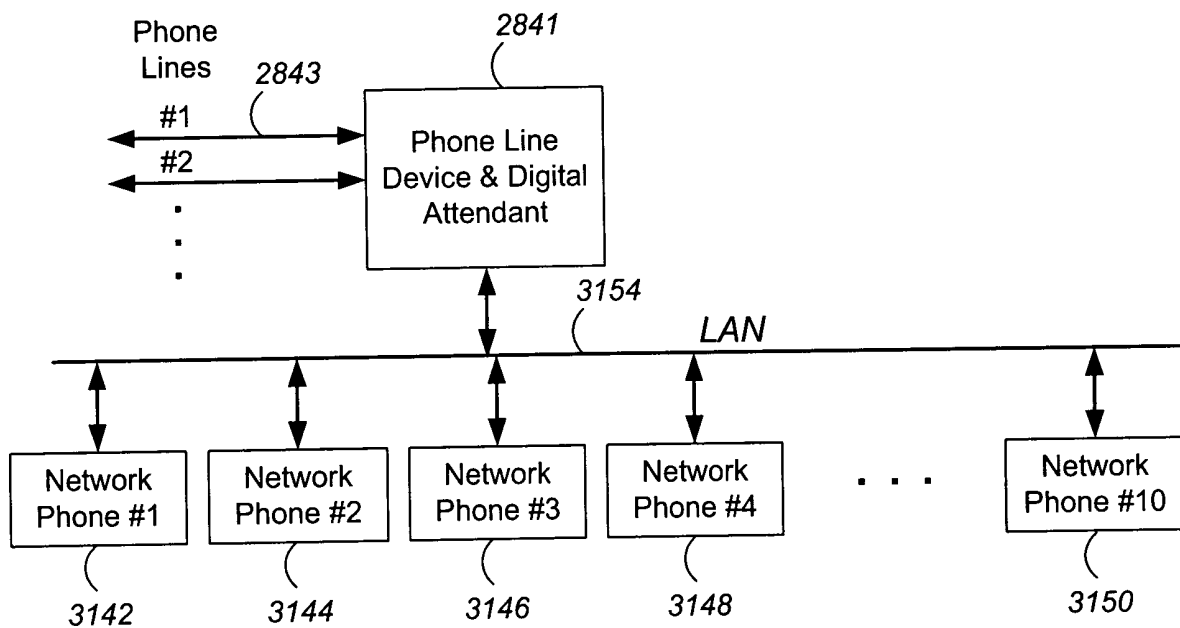 2841
Phone
Lines
2843
#1
#2
Phone Line
Device & Digital
Attendant
3154
LAN
Network
Phone #1
Network
Phone #2
Network
Phone #3
Network
Phone #4
Network
Phone #10
3142
3144
3146
3148
3150